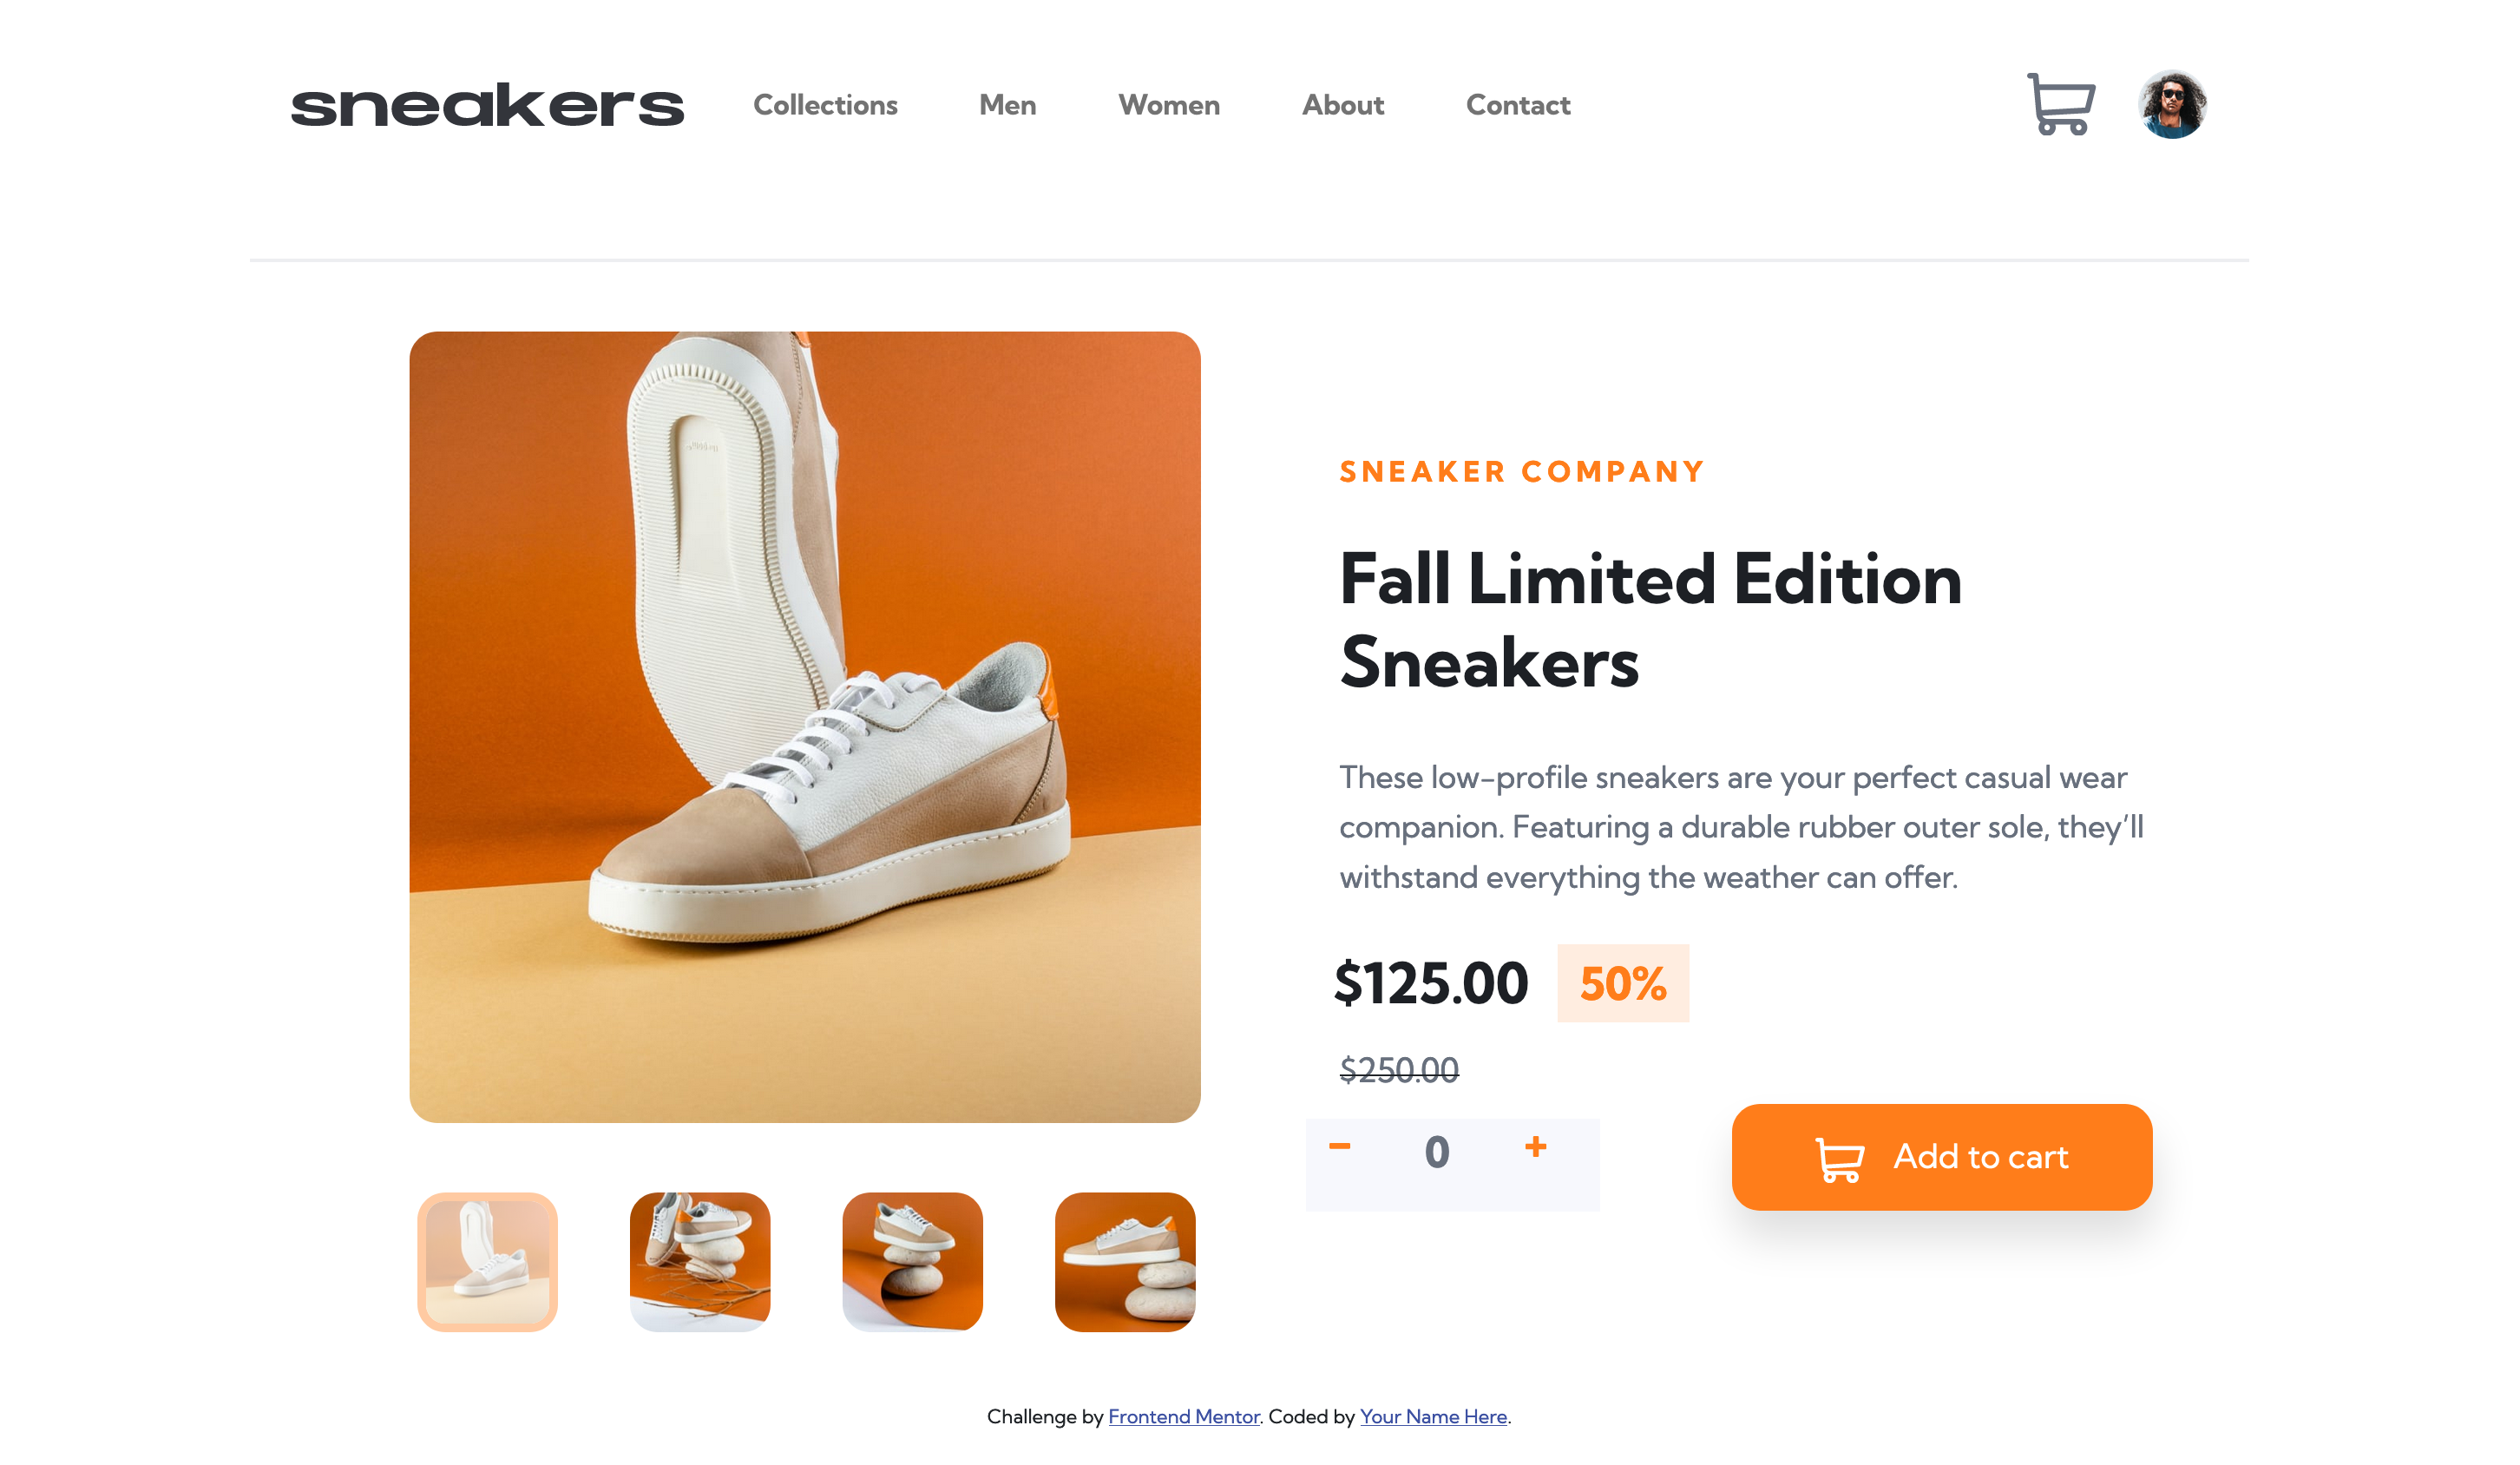 sneakers
Collections Men Women About Contact
SNEAKER COMPANY
Fall Limited Edition
Sneakers
These low-profile sneakers are your perfect casual wear
companion. Featuring a durable rubber outer sole, they’ll
withstand everything the weather can offer.
$125.00 50%
$250.00
− 0 +
Add to cart
Challenge by Frontend Mentor. Coded by Your Name Here.